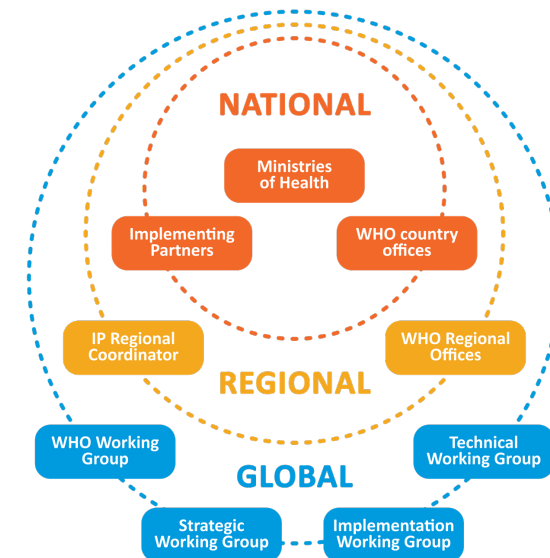 NATIONAL
Ministries
of Health
Implementing
Partners
WHO country
offices
IP Regional
Coordinator
WHO Regional
Offices
REGIONAL
WHO Working
Group
Technical
Working Group
GLOBAL
Strategic
Working Group
Implementation
Working Group